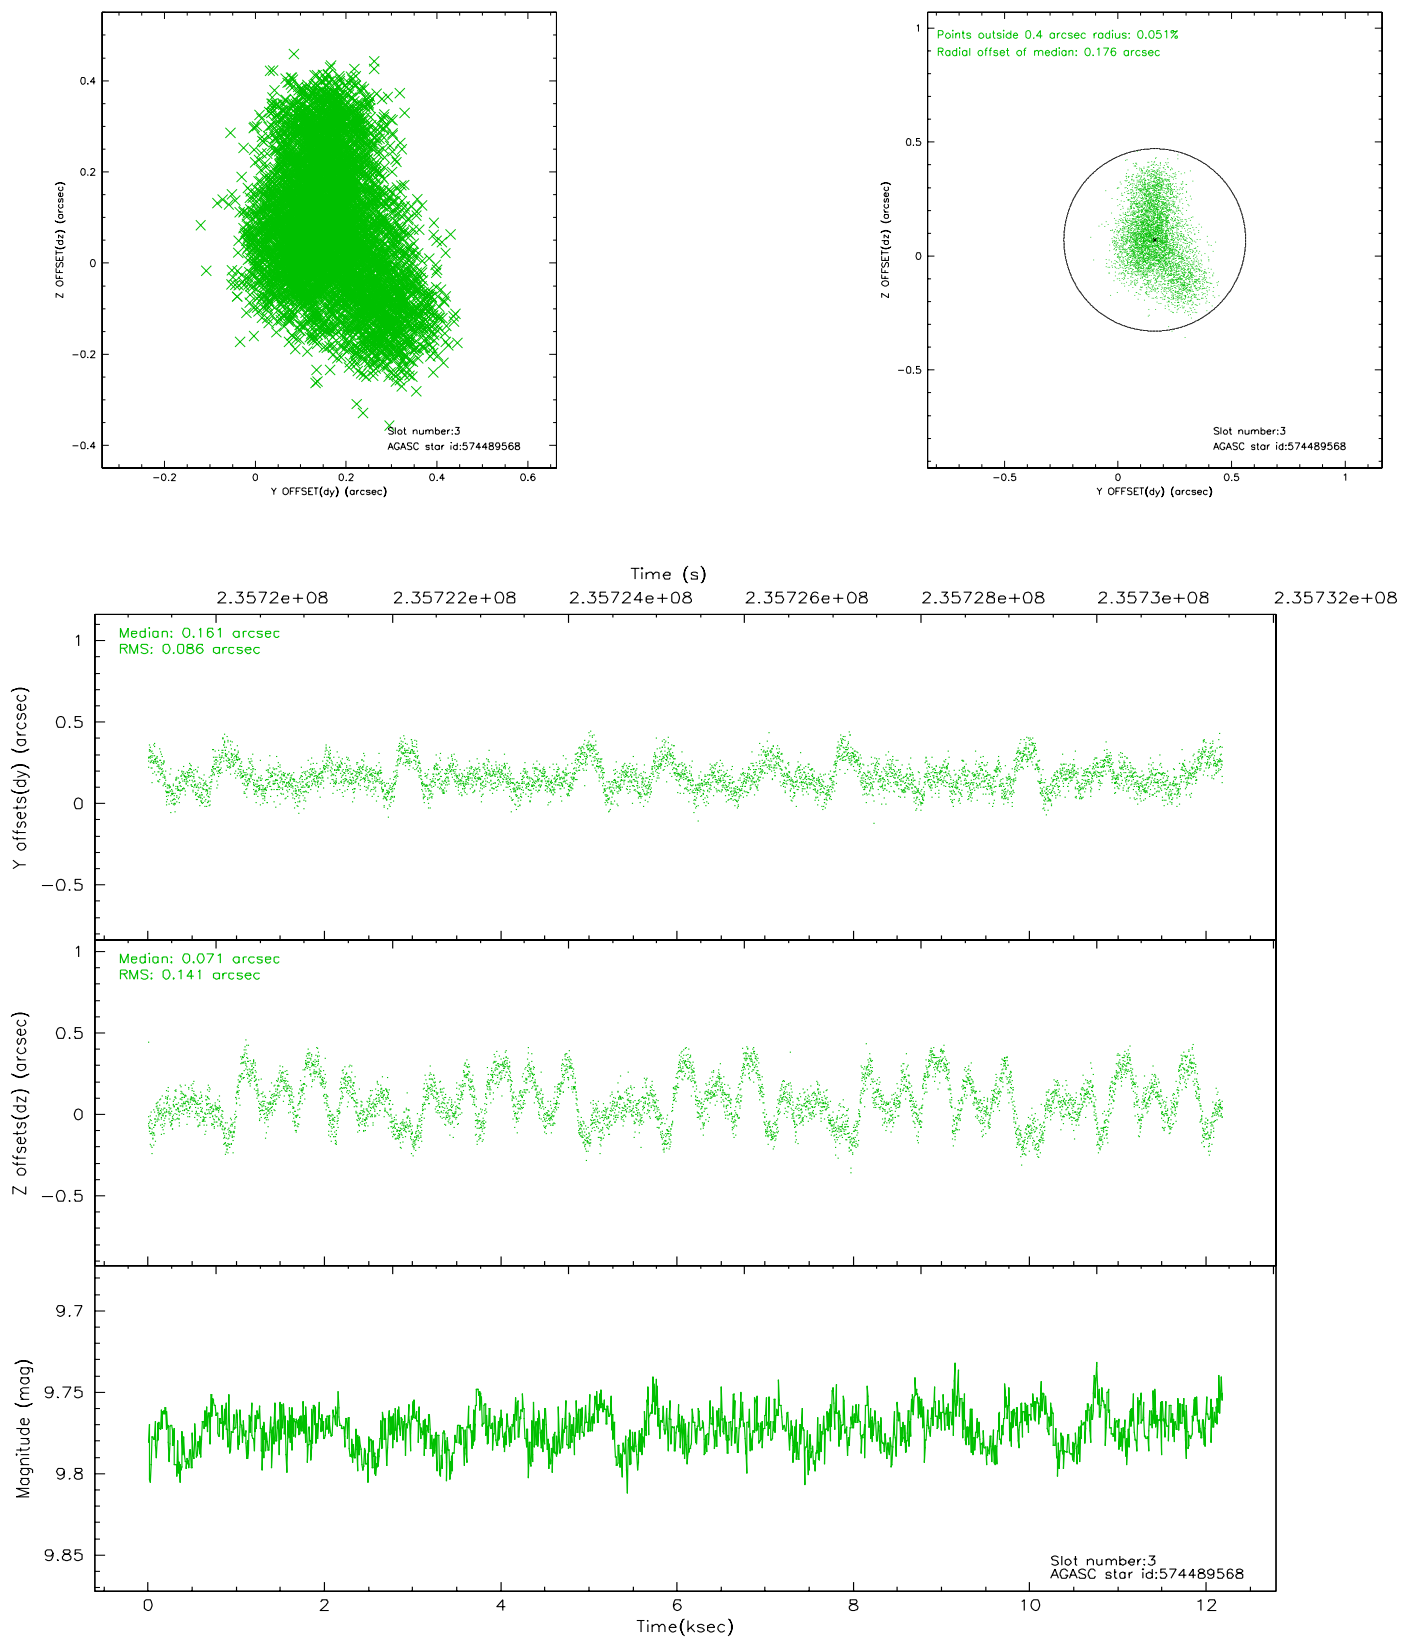 0.4
0.2
0
−0.2
−0.4
Z OFFSET(dz) (arcsec)
−0.2 0 0.2 0.4 0.6
Y OFFSET(dy) (arcsec)
Slot number:3
AGASC star id:574489568
Points outside 0.4 arcsec radius: 0.051%
Radial offset of median: 0.176 arcsec
1
0.5
0
−0.5
Z OFFSET(dz) (arcsec)
−0.5 0 0.5 1
Y OFFSET(dy) (arcsec)
Slot number:3
AGASC star id:574489568
Time (s)
2.3572e+08 2.35722e+08 2.35724e+08 2.35726e+08 2.35728e+08 2.3573e+08 2.35732e+08
Median: 0.161 arcsec
RMS: 0.086 arcsec
1
0.5
0
−0.5
Y offsets(dy) (arcsec)
Median: 0.071 arcsec
RMS: 0.141 arcsec
1
0.5
0
−0.5
Z offsets(dz) (arcsec)
9.7
9.75
9.8
9.85
Magnitude (mag)
Slot number:3
AGASC star id:574489568
0 2 4 6 8 10 12
Time(ksec)